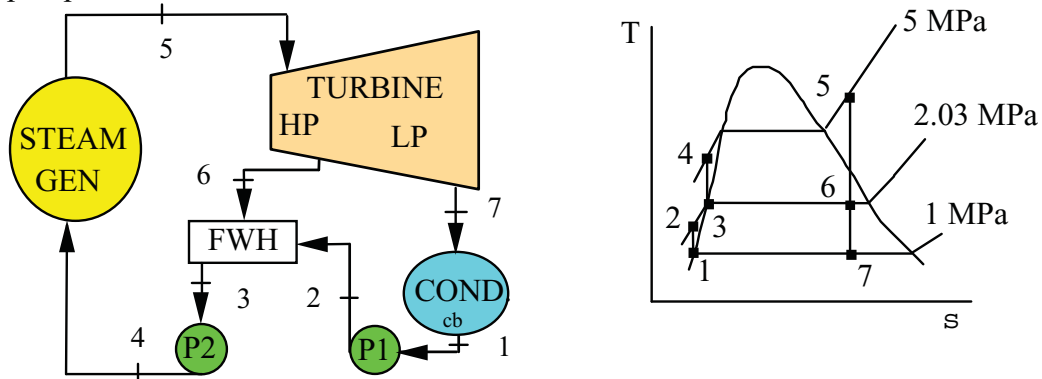 5
TURBINE
HP
LP
STEAM
GEN
6
7
FWH
3
2
COND.
cb
1
4
P2
P1
T
5 MPa
5
2.03 MPa
4
6
2
3
1 MPa
1
7
s